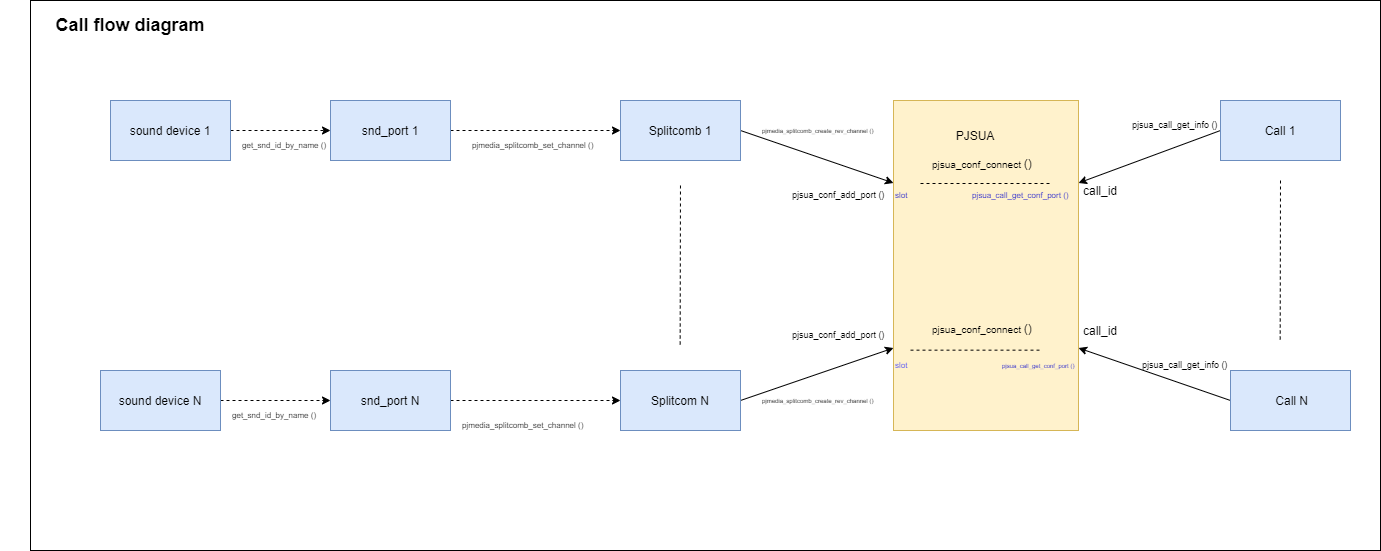 Call flow diagram
sound device 1
get_snd_id_by_name ()
snd_port 1
pjmedia_splitcomb_set_channel ()
Splitcomb 1
pjmedia_splitcomb_create_rev_channel ()
pjsua_conf_add_port ()
slot
PJSUA
pjsua_conf_connect ()
pjsua_call_get_conf_port ()
pjsua_call_get_info ()
call_id
Call 1
sound device N
get_snd_id_by_name ()
snd_port N
pjmedia_splitcomb_set_channel ()
Splitcom N
pjmedia_splitcomb_create_rev_channel ()
pjsua_conf_add_port ()
slot
pjsua_conf_connect ()
pjsua_call_get_conf_port ()
call_id
pjsua_call_get_info ()
Call N